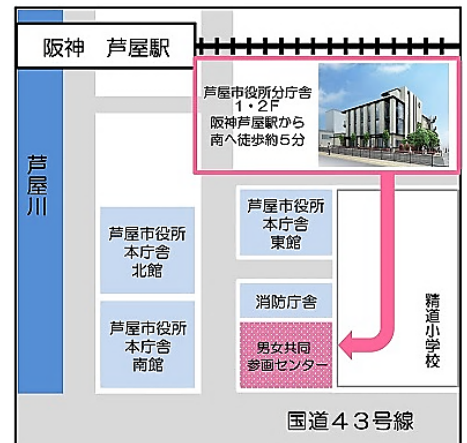 阪神　芦屋駅
芦屋市役所分庁舎
１・２F
阪神芦屋駅から
南へ徒歩約５分
芦屋川
芦屋市役所
本庁舎
北館
芦屋市役所
本庁舎
東館
消防庁舎
芦屋市役所
本庁舎
南館
男女共同
参画センター
精道小学校
国道４３号線